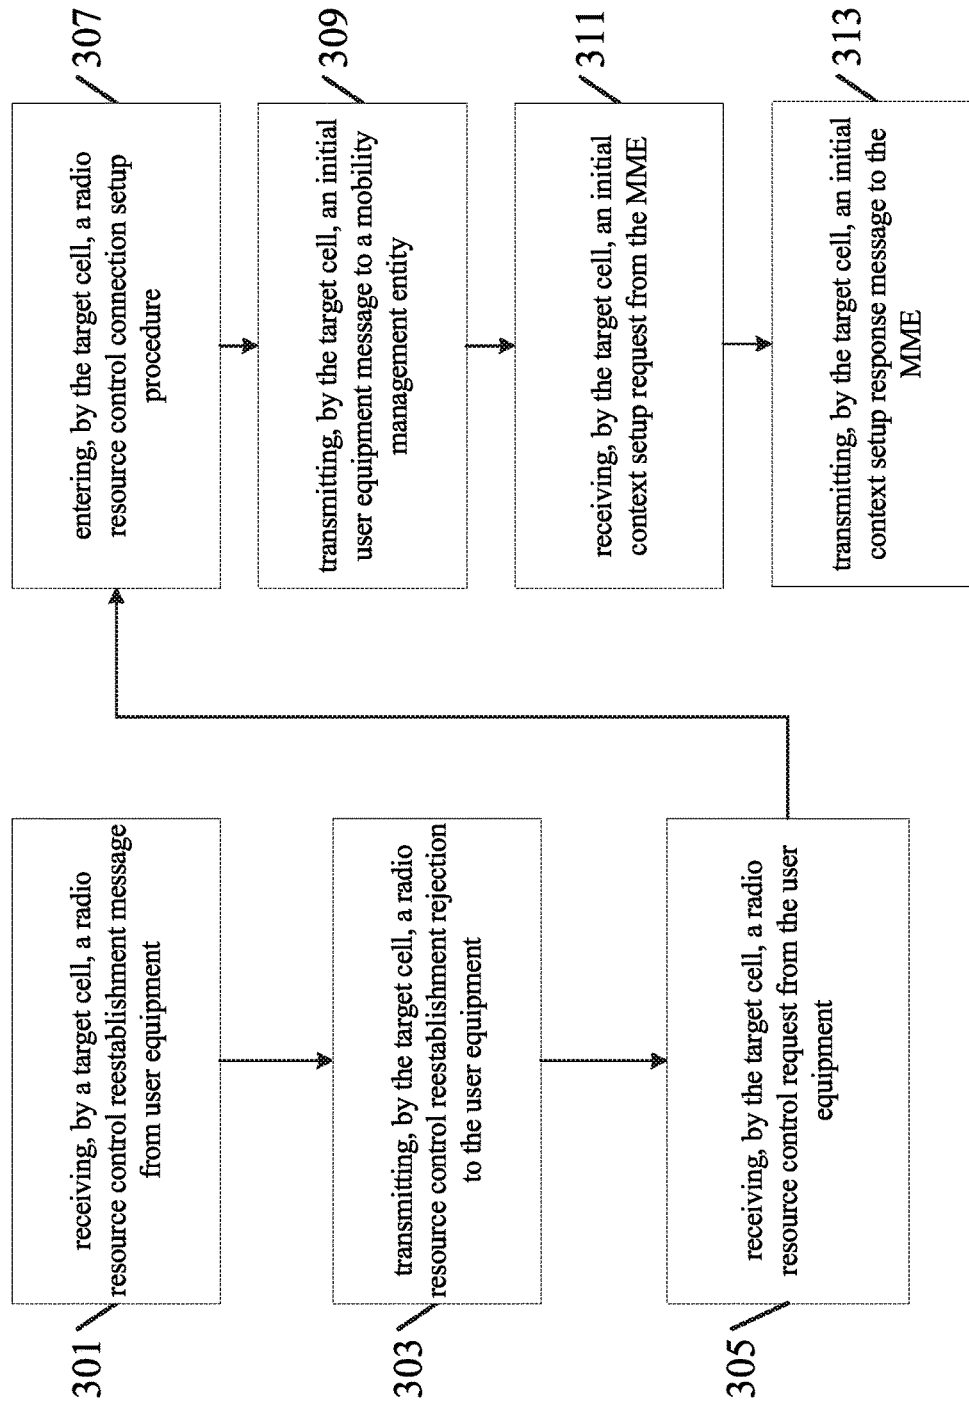 301
receiving, by a target cell, a radio
resource control reestablishment message
from user equipment
303
transmitting, by the target cell, a radio
resource control reestablishment rejection
to the user equipment
305
receiving, by the target cell, a radio
resource control request from the user
equipment
307
entering, by the target cell, a radio
resource control connection setup
procedure
309
transmitting, by the target cell, an initial
user equipment message to a mobility
management entity
311
receiving, by the target cell, an initial
context setup request from the MME
313
transmitting, by the target cell, an initial
context setup response message to the
MME